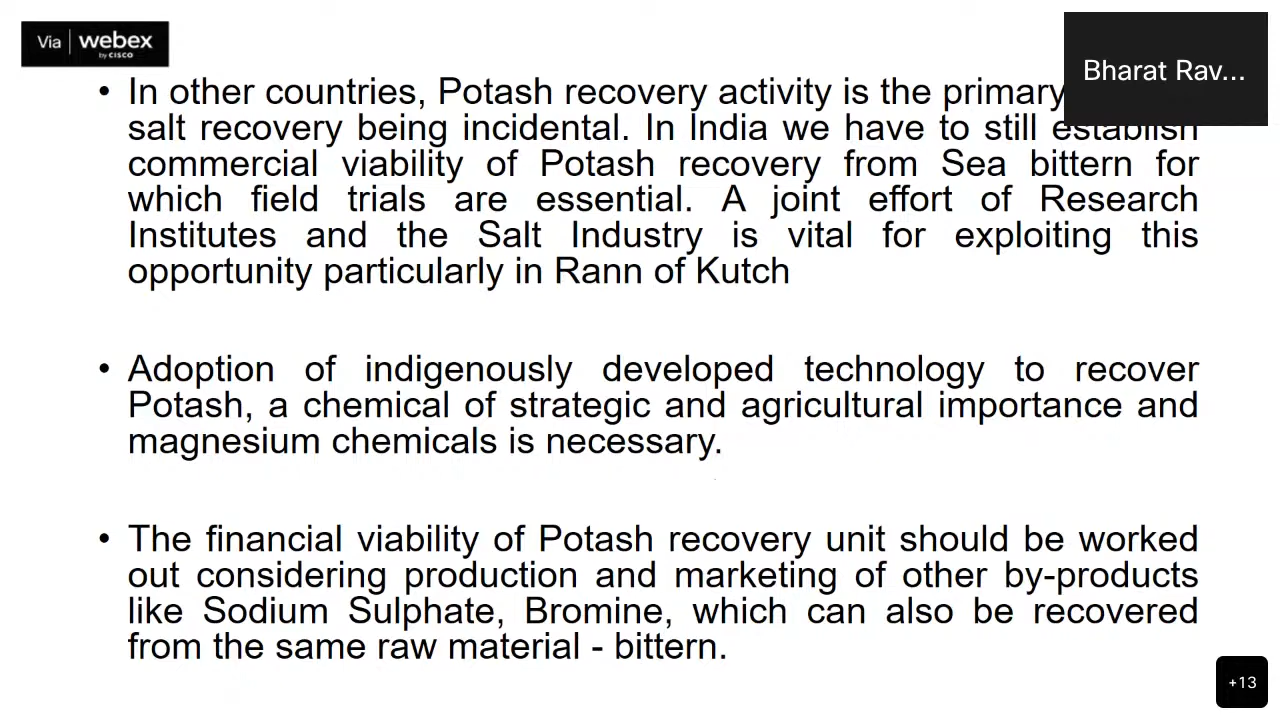 Via | webex
by CISCO
Bharat Rav...
• In other countries, Potash recovery activity is the primary
salt recovery being incidental. In India we have to still establish
commercial viability of Potash recovery from Sea bittern for
which field trials are essential. A joint effort of Research
Institutes and the Salt Industry is vital for exploiting this
opportunity particularly in Rann of Kutch
• Adoption of indigenously developed technology to recover
Potash, a chemical of strategic and agricultural importance and
magnesium chemicals is necessary.
• The financial viability of Potash recovery unit should be worked
out considering production and marketing of other by-products
like Sodium Sulphate, Bromine, which can also be recovered
from the same raw material - bittern.
+13